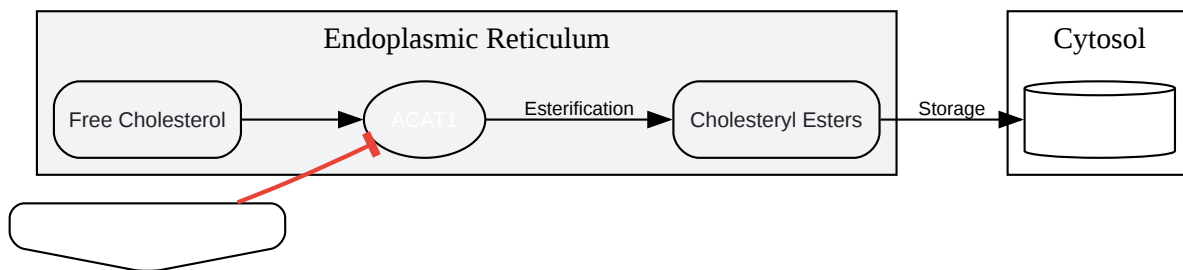 Endoplasmic Reticulum
Cytosol
Free Cholesterol
ACAT1
Esterification
Cholesteryl Esters
Storage